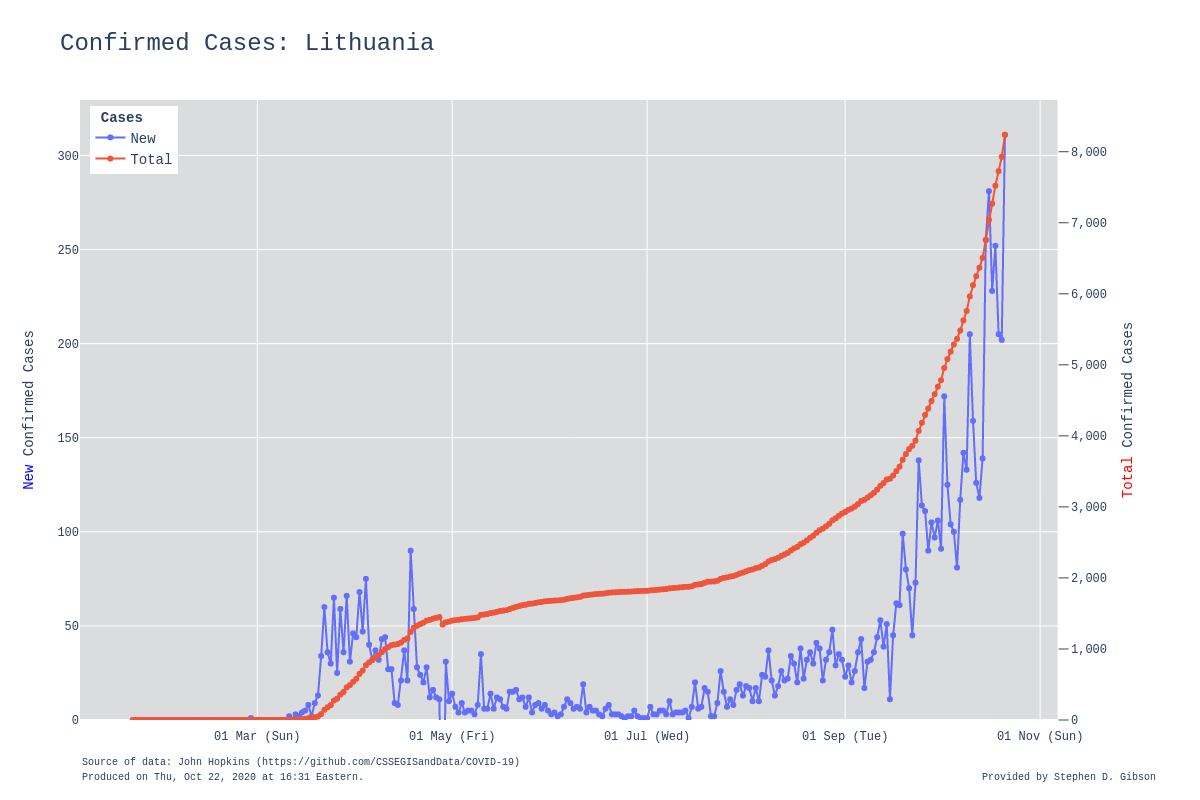 Confirmed Cases: Lithuania
Cases
New
Total
300
250
200
150
100
50
0
8,000
7,000
6,000
5,000
4,000
3,000
2,000
1,000
0
New Confirmed Cases
Total Confirmed Cases
01 Mar (Sun)
01 May (Fri)
01 Jul (Wed)
01 Sep (Tue)
01 Nov (Sun)
Source of data: John Hopkins (https://github.com/CSSEGISandData/COVID-19)
Produced on Thu, Oct 22, 2020 at 16:31 Eastern.
Provided by Stephen D. Gibson